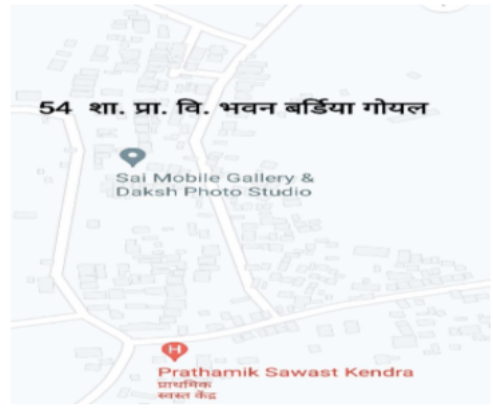 54 शा. प्रा. वि. भवन बर्डिया गोयल
Sai Mobile Gallery &
Daksh Photo Studio
H
Prathamik Sawast Kendra
प्राथमिक
स्वस्त केंद्र